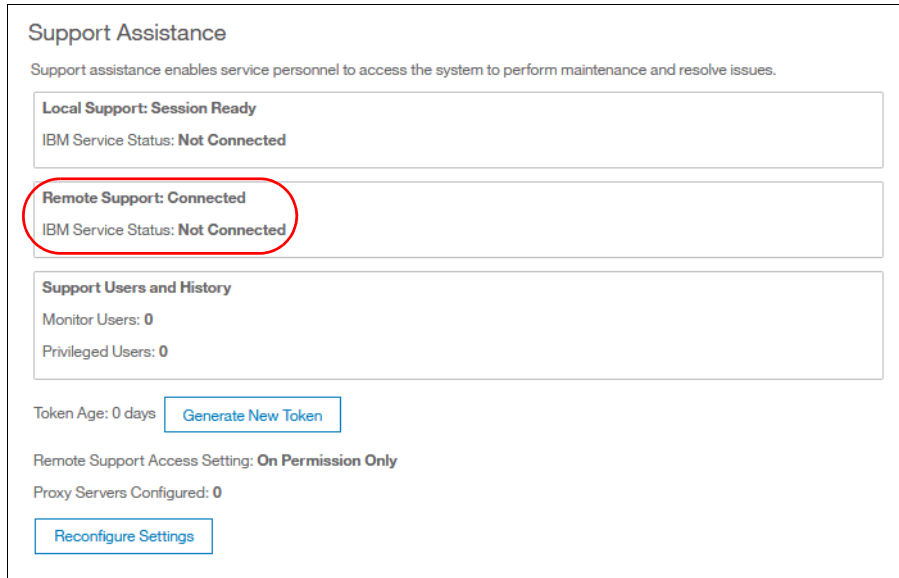 Support Assistance
Support assistance enables service personnel to access the system to perform maintenance and resolve issues.
Local Support: Session Ready
IBM Service Status: Not Connected
Remote Support: Connected
IBM Service Status: Not Connected
Support Users and History
Monitor Users: 0
Privileged Users: 0
Token Age: 0 days Generate New Token
Remote Support Access Setting: On Permission Only
Proxy Servers Configured: 0
Reconfigure Settings